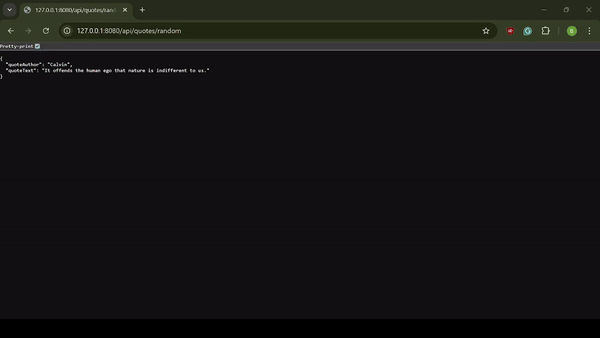 127.0.0.1:8080/api/quotes/rand
127.0.0.1:8080/api/quotes/random
B
Pretty-print
{
"quoteAuthor": "Calvin",
"quoteText": "It offends the human ego that nature is indifferent to us."
}